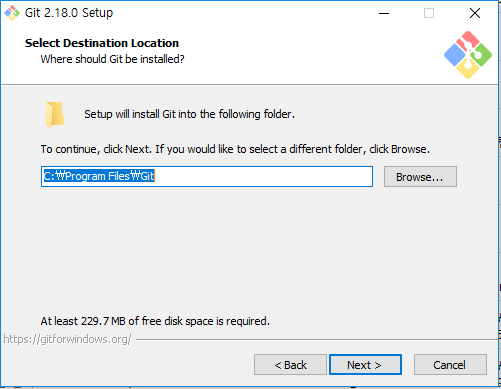 Git 2.18.0 Setup
Select Destination Location
Where should Git be installed?
Setup will install Git into the following folder.
To continue, click Next. If you would like to select a different folder, click Browse.
C:₩Program Files₩Git
Browse...
At least 229.7 MB of free disk space is required.
https://gitforwindows.org/
< Back
Next >
Cancel